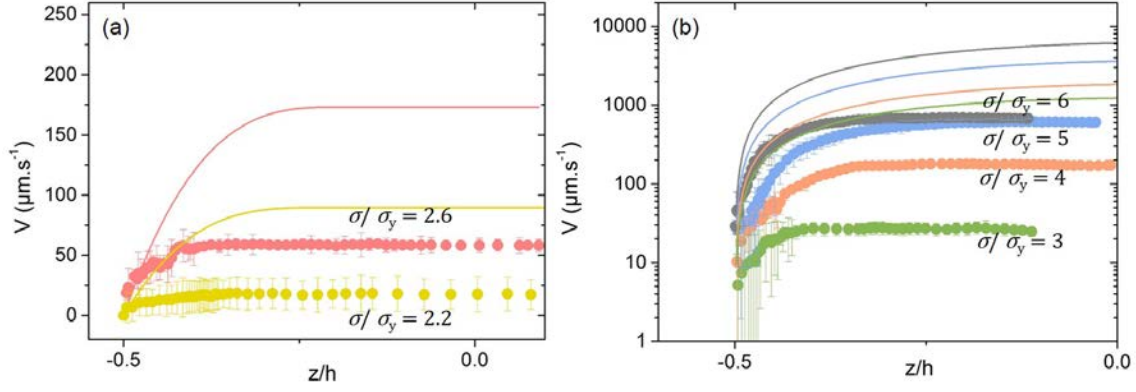 (a)
250
200
150
100
50
0
V (µm.s⁻¹)
σ/ σy = 2.6
σ/ σy = 2.2
-0.5
0.0
z/h
(b)
10000
1000
100
10
1
V (µm.s⁻¹)
σ/ σy = 6
σ/ σy = 5
σ/ σy = 4
σ/ σy = 3
-0.5
0.0
z/h